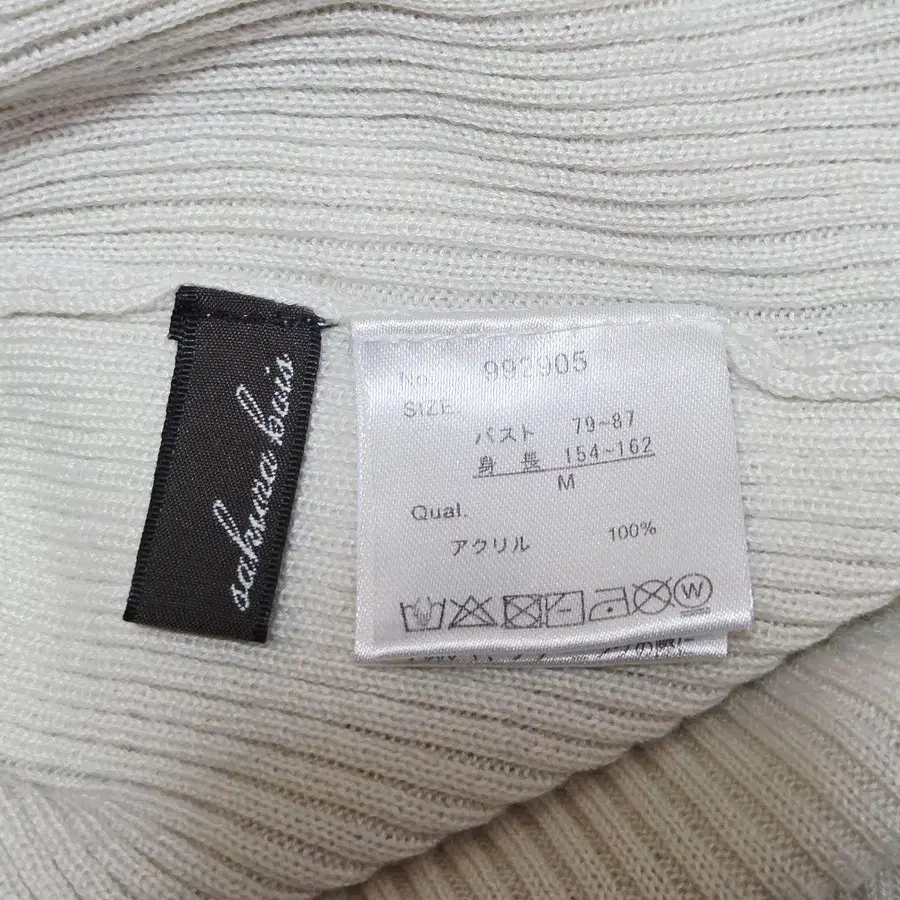 sakura bois
No. 992905
SIZE.
バスト 79~87
身長 154~162
M
Qual.
アクリル 100%
W